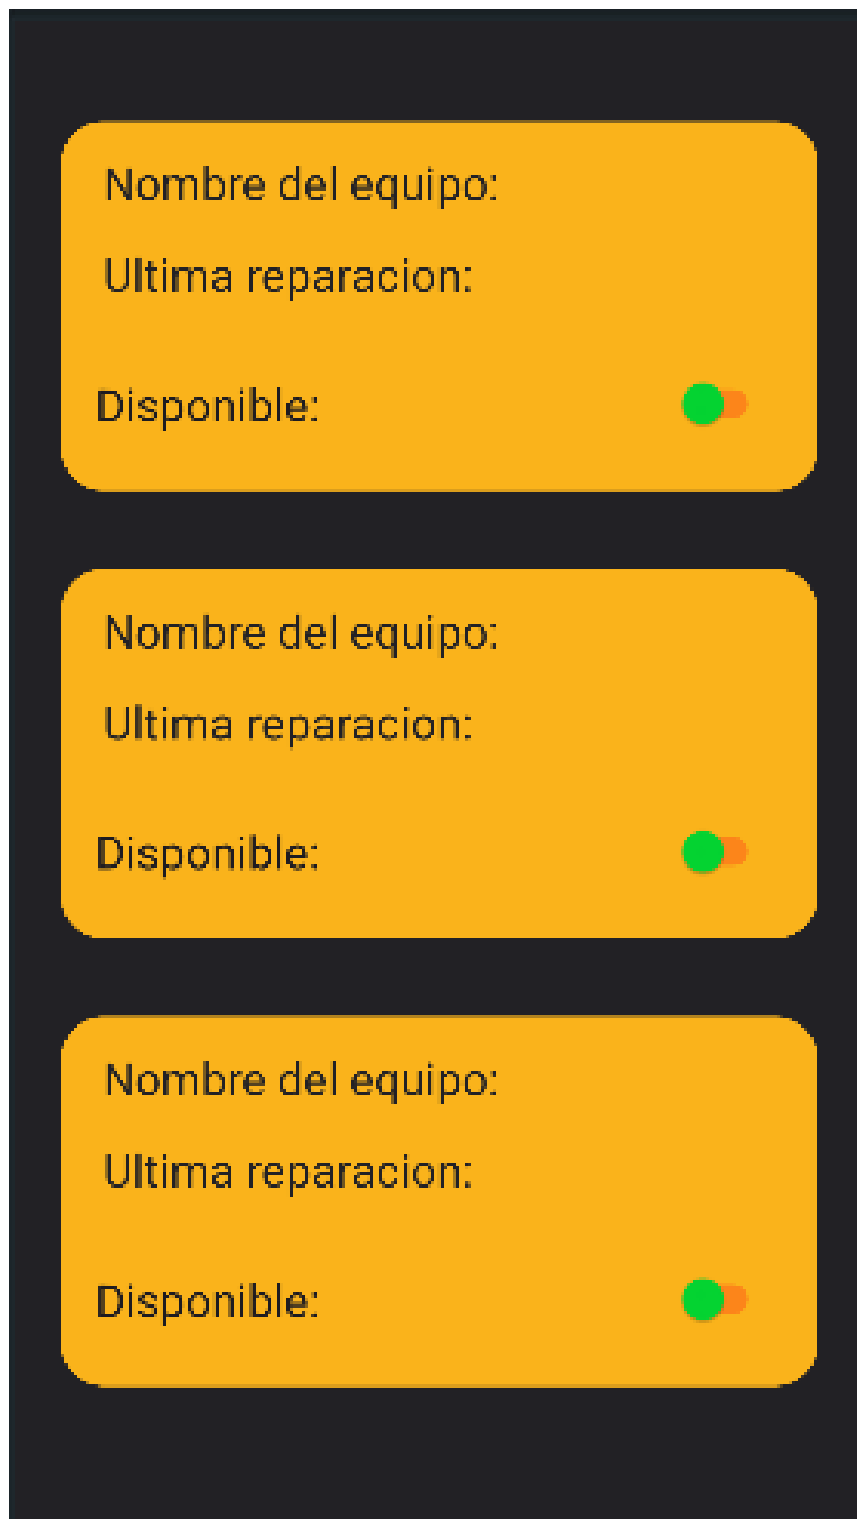 Nombre del equipo:
Ultima reparacion:
Disponible:
Nombre del equipo:
Ultima reparacion:
Disponible:
Nombre del equipo:
Ultima reparacion:
Disponible: